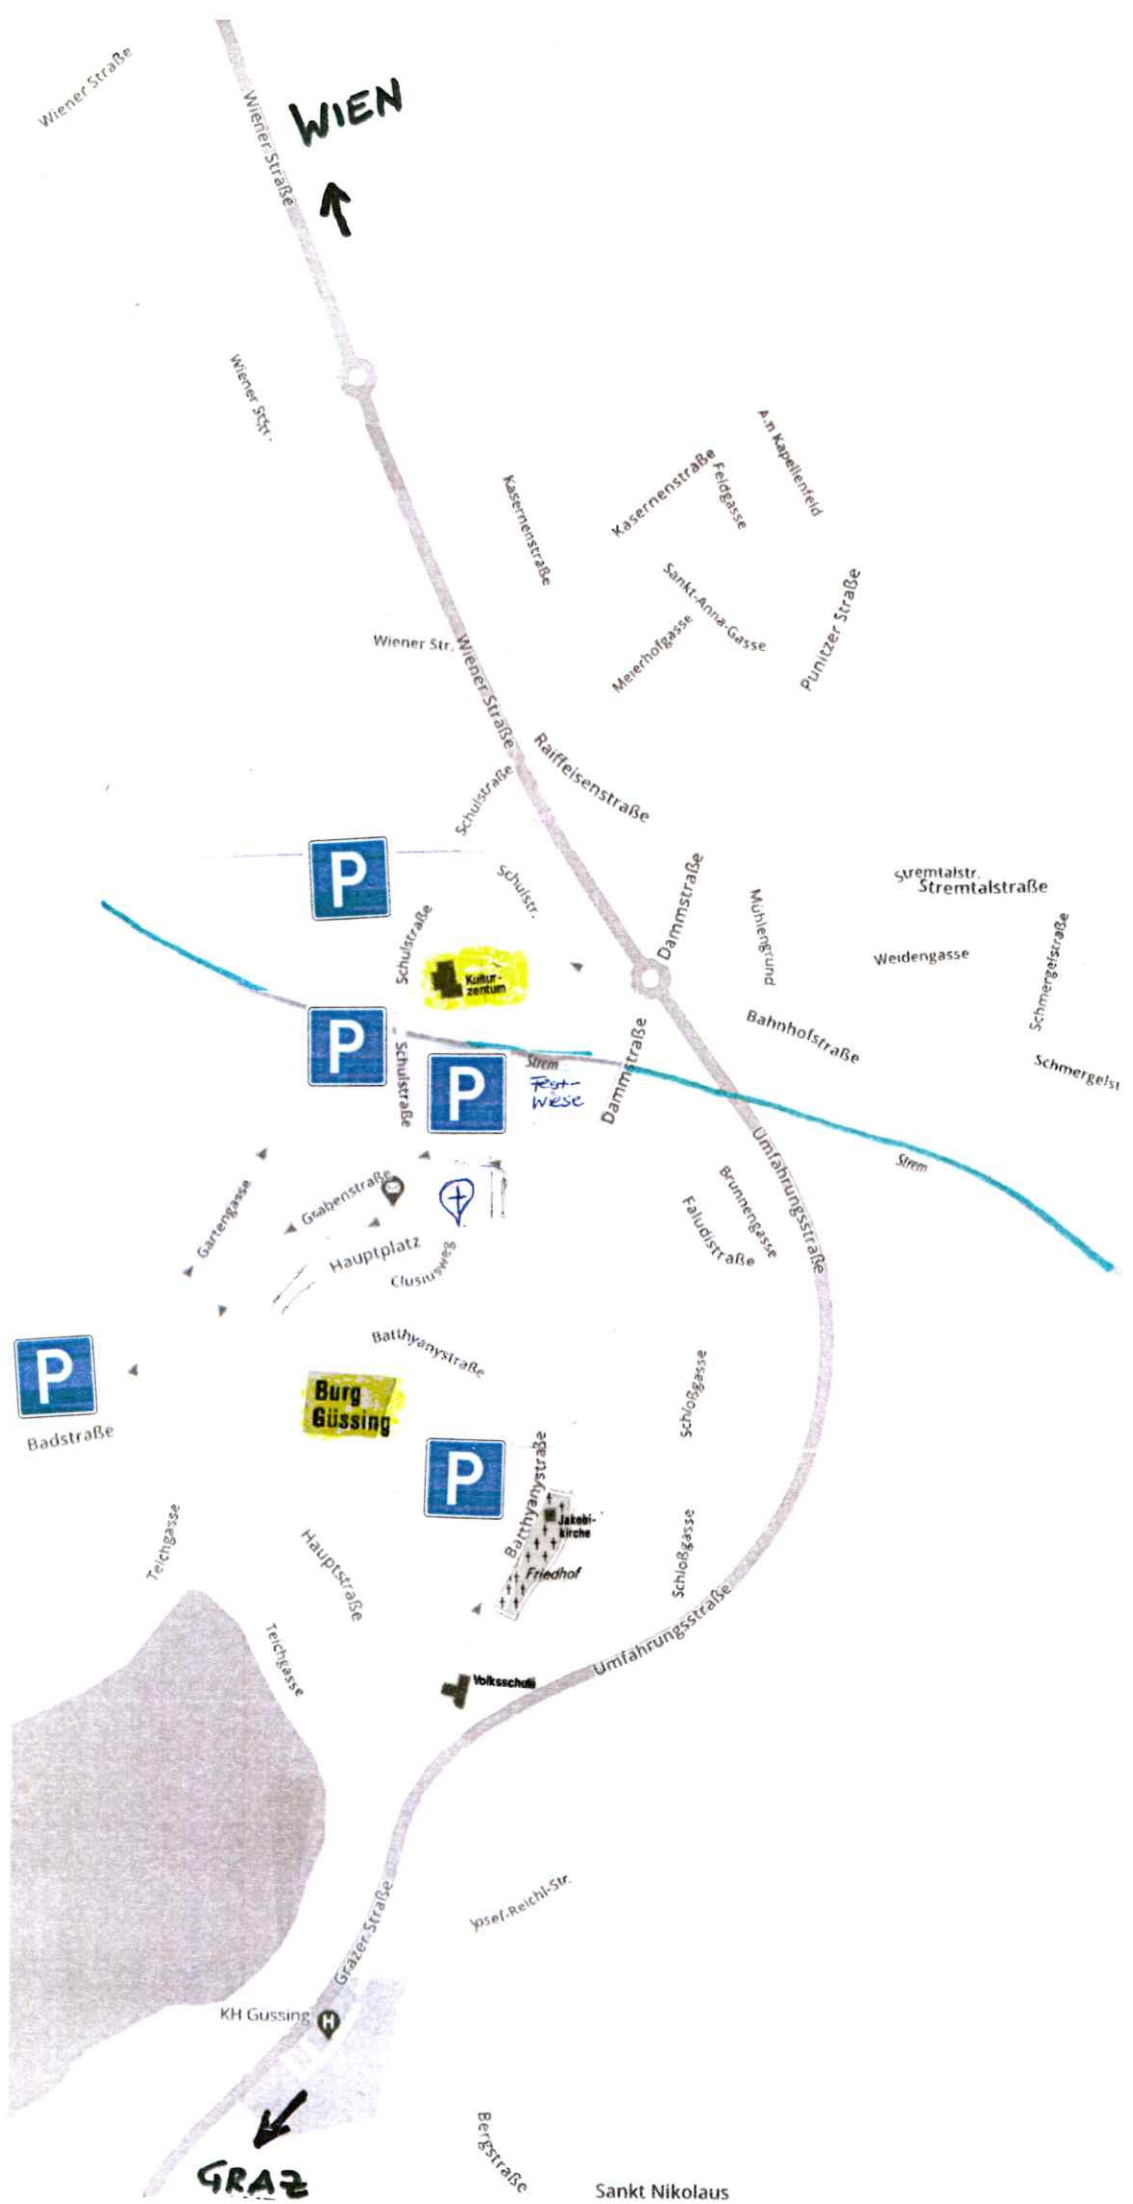 Wiener Straße
WIEN
Wiener Straße
Wiener
Am Kapellenfeld
Kasernenstraße
Feldgasse
Kasernenstraße
Sankt-Anna-Gasse
Punitzer Straße
Meierhofgasse
Wiener Str.
Wiener Straße
Raiffeisenstraße
Schulstraße
P
Schulstr.
Dammstraße
Stremtalstr.
Stremtalstraße
Mühlengrund
Schulstraße
Weidengasse
Schmergelstraße
Kultur-
zentum
P
Bahnhofstraße
Schulstraße
P
Strem
Fest-
wiese
Dammstraße
Schmergelst
Umfahrungsstraße
Strem
Grabenstraße
Gartengasse
Brunnengasse
Faludistraße
Hauptplatz
Clusiusweg
Batthyanystraße
P
Badstraße
Burg
Güssing
Schloßgasse
P
Batthyanystraße
Jakobi-
kirche
Friedhof
Teichgasse
Hauptstraße
Schloßgasse
Umfahrungsstraße
Teichgasse
Volksschule
Grazer Straße
Josef-Reichl-Str.
KH Güssing
H
GRAZ
Bergstraße
Sankt Nikolaus